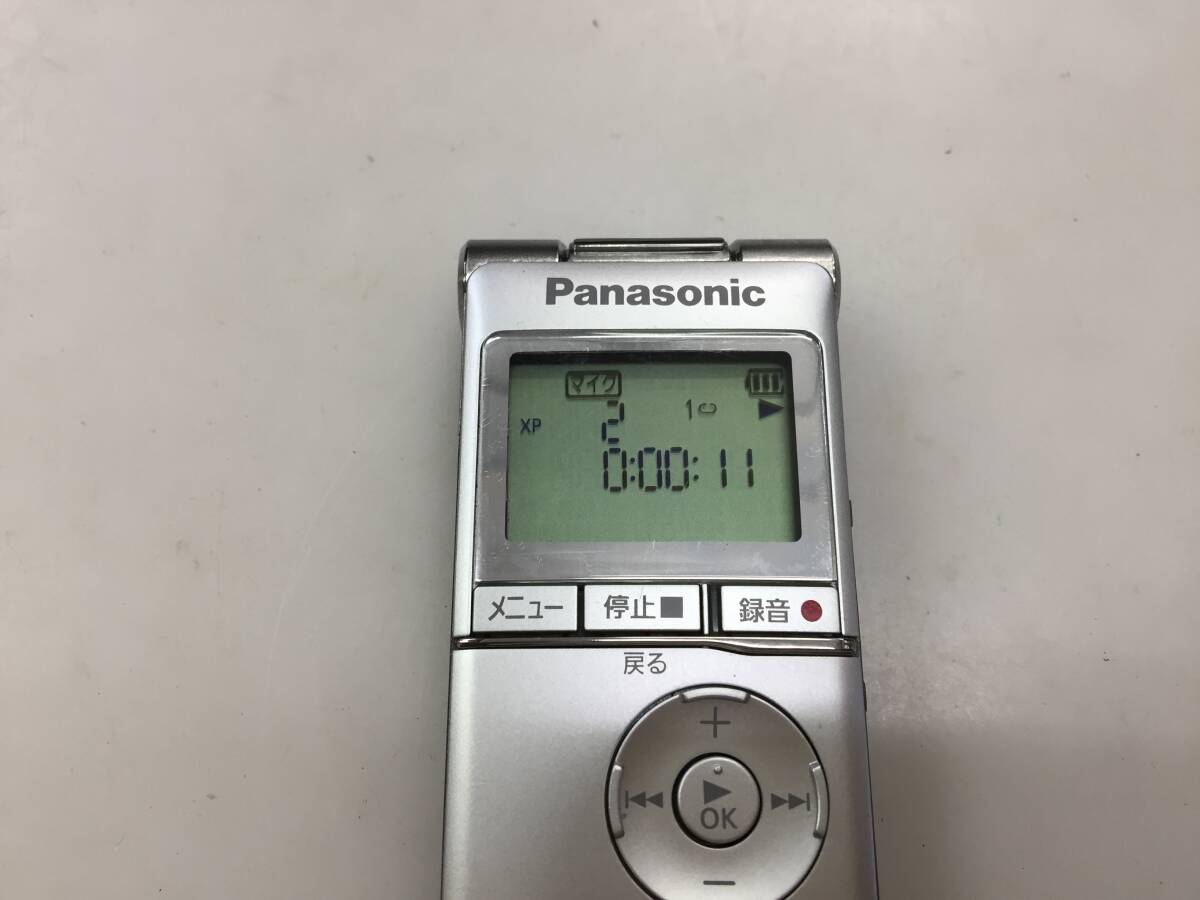 Panasonic
マイク
XP 2 1
0:00:11
メニュー 停止■ 録音●
戻る
+
⏮ ▶ ⏭
OK
−